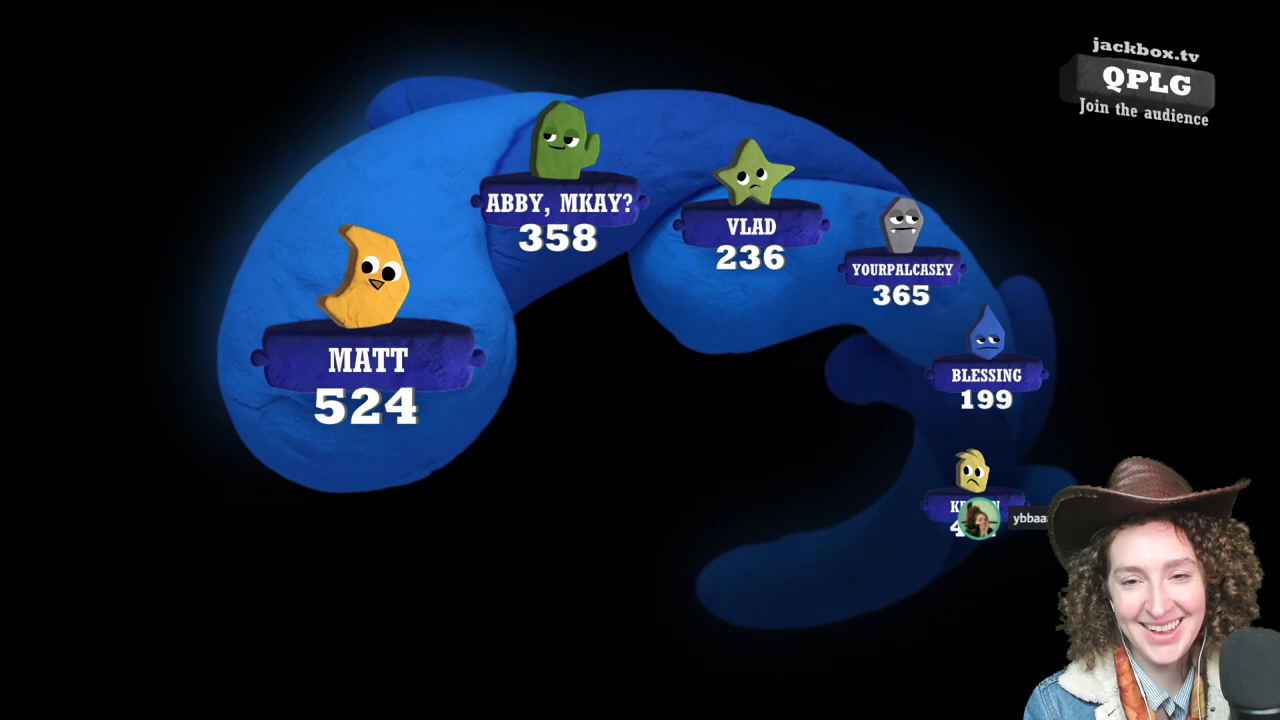 jackbox.tv
QPLG
Join the audience
ABBY, MKAY?
358
VLAD
236
YOURPALCASEY
365
MATT
524
BLESSING
199